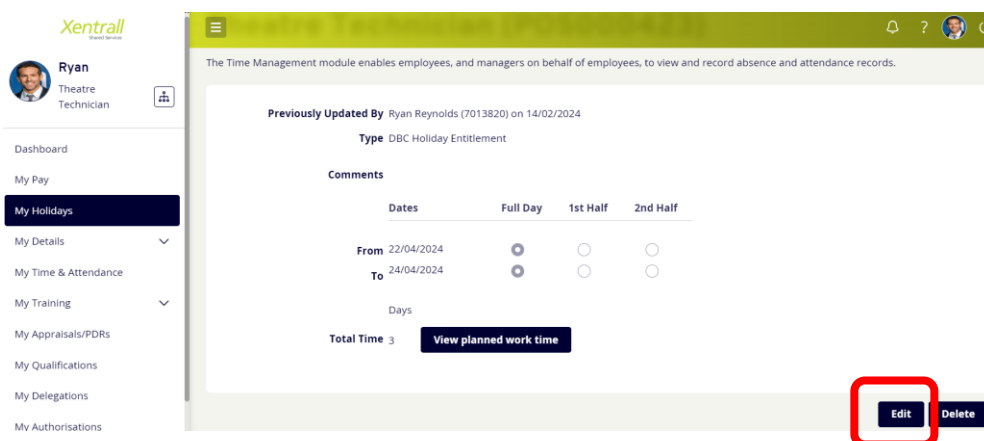 Xentrall
Shared Services
Theatre Technician
?
Ryan
Theatre
Technician
Dashboard
My Pay
My Holidays
My Details
My Time & Attendance
My Training
My Appraisals/PDRs
My Qualifications
My Delegations
My Authorisations
The Time Management module enables employees, and managers on behalf of employees, to view and record absence and attendance records.
Previously Updated By Ryan Reynolds (7013820) on 14/02/2024
Type DBC Holiday Entitlement
Comments
Dates Full Day 1st Half 2nd Half
From 22/04/2024
To 24/04/2024
Days
Total Time 3 View planned work time
Edit Delete